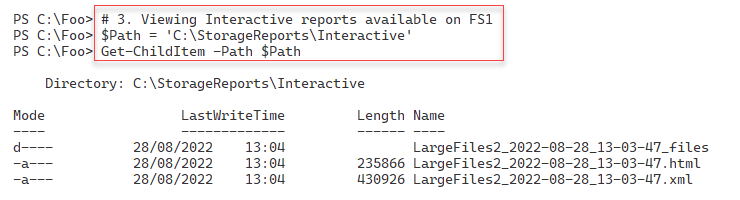 PS C:\Foo> # 3. Viewing Interactive reports available on FS1
PS C:\Foo> $Path = 'C:\StorageReports\Interactive'
PS C:\Foo> Get-ChildItem -Path $Path
    Directory: C:\StorageReports\Interactive
Mode                 LastWriteTime         Length Name
----                 -------------         ------ ----
d----          28/08/2022    13:04                LargeFiles2_2022-08-28_13-03-47_files
-a---          28/08/2022    13:04         235866 LargeFiles2_2022-08-28_13-03-47.html
-a---          28/08/2022    13:04         430926 LargeFiles2_2022-08-28_13-03-47.xml